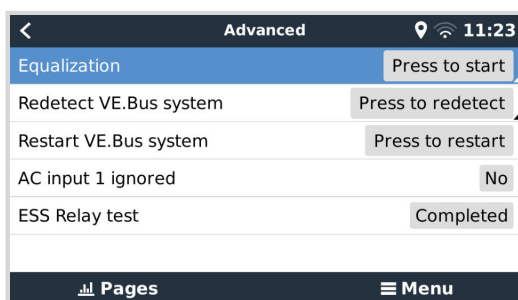 Advanced 11:23
Equalization Press to start
Redetect VE.Bus system Press to redetect
Restart VE.Bus system Press to restart
AC input 1 ignored No
ESS Relay test Completed
Pages Menu